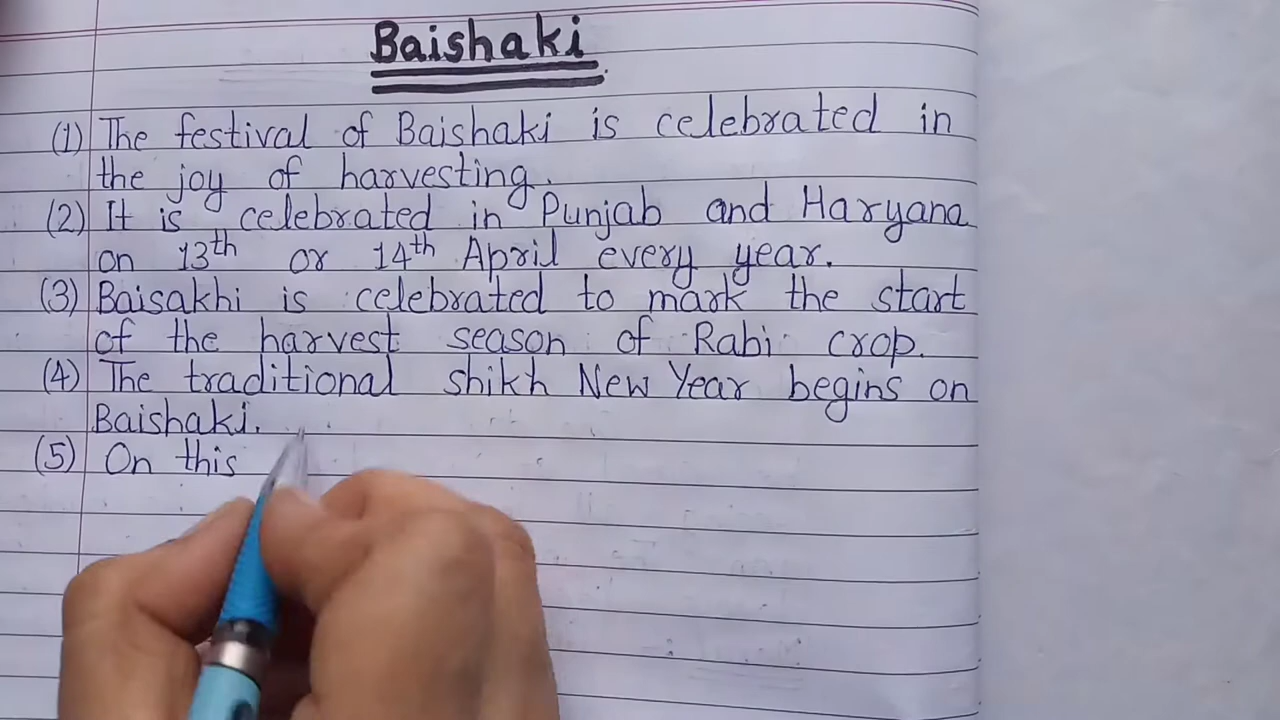 Baishaki
(1) The festival of Baishaki is celebrated in
the joy of harvesting.
(2) It is celebrated in Punjab and Haryana
on 13th or 14th April every year.
(3) Baisakhi is celebrated to mark the start
of the harvest season of Rabi crop.
(4) The traditional shikh New Year begins on
Baishaki.
(5) On this